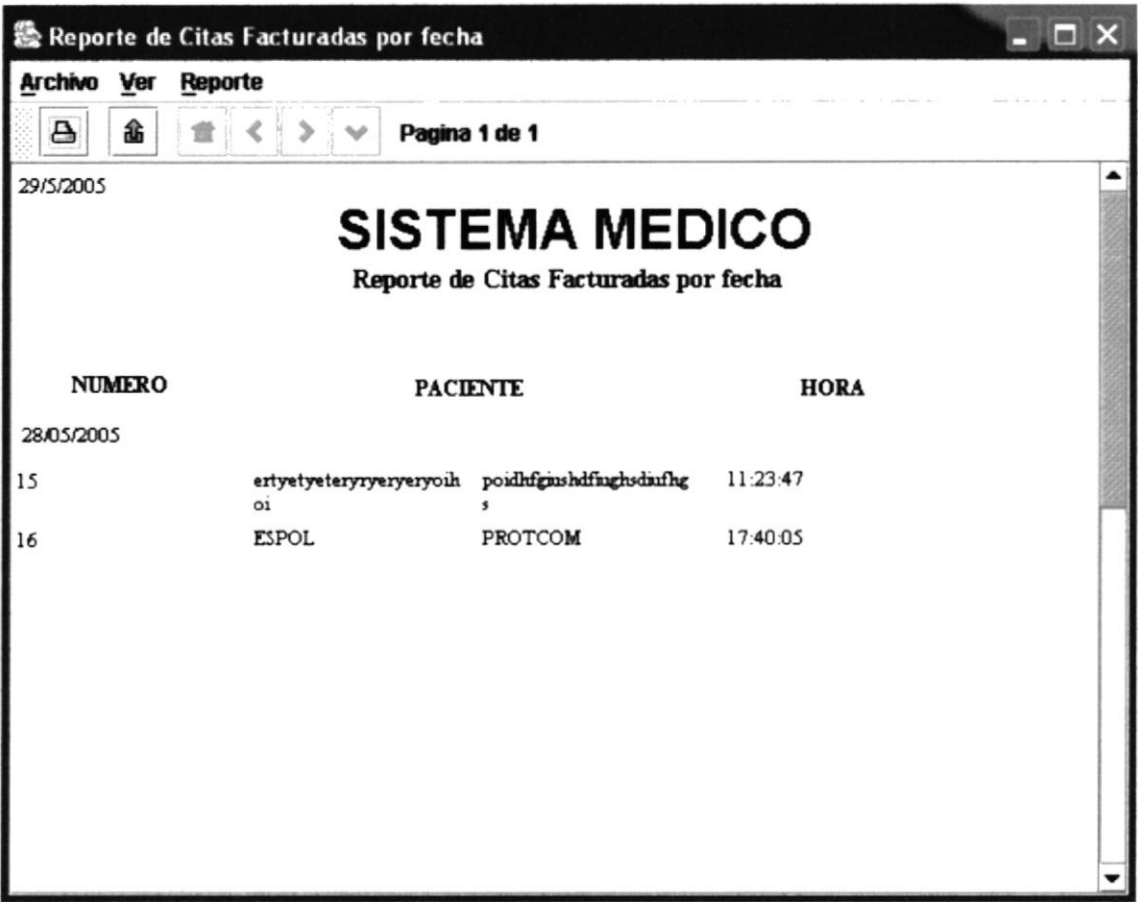 Reporte de Citas Facturadas por fecha
Archivo Ver Reporte
Pagina 1 de 1
29/5/2005
SISTEMA MEDICO
Reporte de Citas Facturadas por fecha
NUMERO PACIENTE HORA
28/05/2005
15 ertyetyeteryryeryeryoih 11:23:47
oi s
16 ESPOL PROTCOM 17:40:05